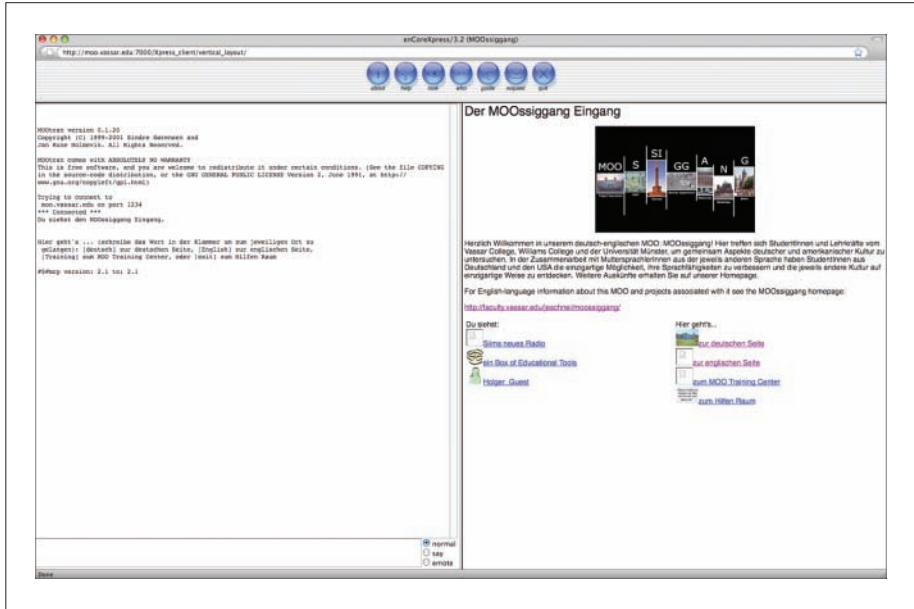 enCoreXpress/3.2 (MOOssiggang)
http://moo.vassar.edu:7000/Xpress_client/vertical_layout/
about help look who guide request quit
MOOtcan version 0.1.20
Copyright (C) 1999-2001 Sindre Sørensen and
Jan Rune Holmevik. All Rights Reserved.
MOOtcan comes with ABSOLUTELY NO WARRANTY
This is free software, and you are welcome to redistribute it under certain conditions. (See the file COPYING
in the source-code distribution, or the GNU GENERAL PUBLIC LICENSE Version 2, June 1991, at http://
www.gnu.org/copyleft/gpl.html)
Trying to connect to
moo.vassar.edu on port 1234
*** Connected ***
Du siehst den MOOssiggang Eingang.
Hier geht's ... (schreibe das Wort in der Klammer um zum jeweiligen Ort zu
gelangen): [deutsch] zur deutschen Seite, [English] zur englischen Seite,
[Training] zum MOO Training Center, oder [exit] zum Hilfen Raum
version: 2.1 to: 2.1
normal
say
emote
Done
Der MOOssiggang Eingang
MOO S SI GG A N G
Herzlich Willkommen in unserem deutsch-englischen MOO: MOOssiggang! Hier treffen sich StudentInnen und Lehrkräfte vom
Vassar College, Williams College und der Universität Münster, um gemeinsam Aspekte deutscher und amerikanischer Kultur zu
untersuchen. In der Zusammenarbeit mit MuttersprachlerInnen aus der jeweils anderen Sprache haben StudentInnen aus
Deutschland und den USA die einzigartige Möglichkeit, ihre Sprachfähigkeiten zu verbessern und die jeweils andere Kultur auf
einzigartige Weise zu entdecken. Weitere Auskünfte erhalten Sie auf unserer Homepage.
For English-language information about this MOO and projects associated with it see the MOOssiggang homepage:
http://faculty.vassar.edu/jeschnei/moossiggang/
Du siehst:
Siims neues Radio
ein Box of Educational Tools
Holger_Guest
Hier geht's...
zur deutschen Seite
zur englischen Seite
zum MOO Training Center
zum Hilfen Raum